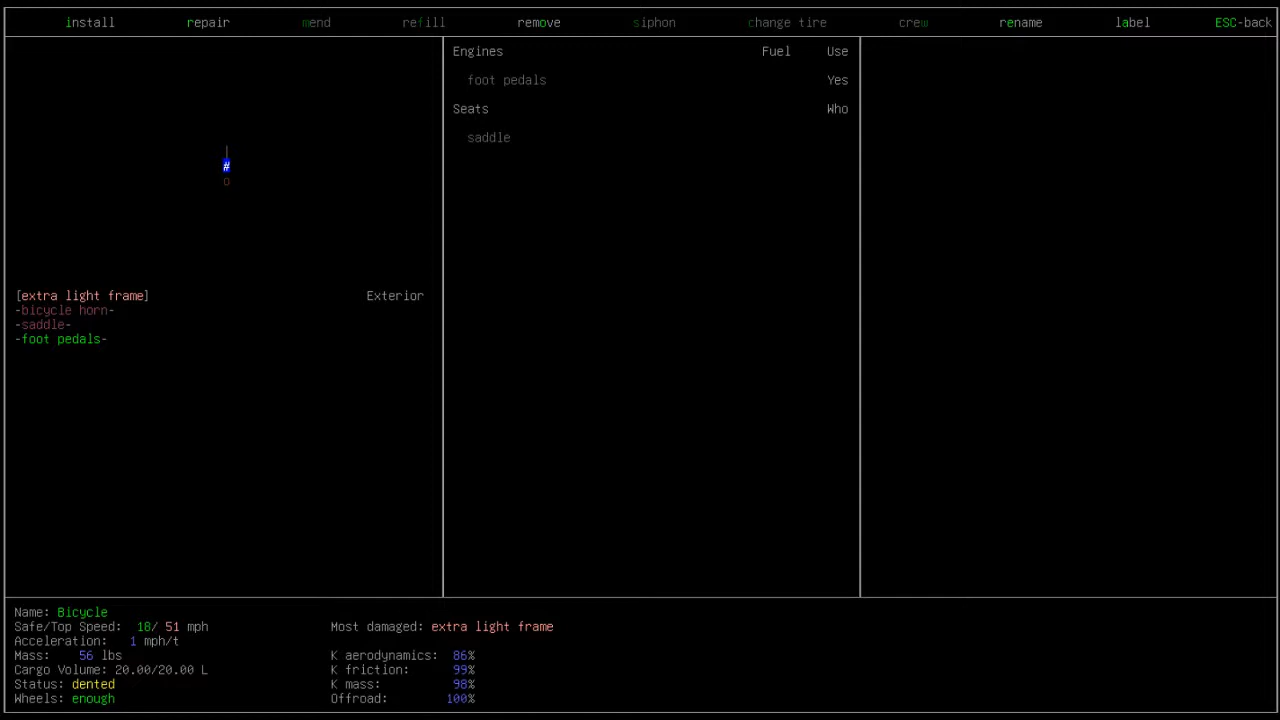 install repair mend refill remove siphon change tire crew rename label ESC-back
Engines Fuel Use
foot pedals Yes
Seats Who
saddle
|
#
o
[extra light frame] Exterior
-bicycle horn-
-saddle-
-foot pedals-
Name: Bicycle
Safe/Top Speed: 18/ 51 mph Most damaged: extra light frame
Acceleration: 1 mph/t
Mass: 56 lbs K aerodynamics: 86%
Cargo Volume: 20.00/20.00 L K friction: 99%
Status: dented K mass: 98%
Wheels: enough Offroad: 100%